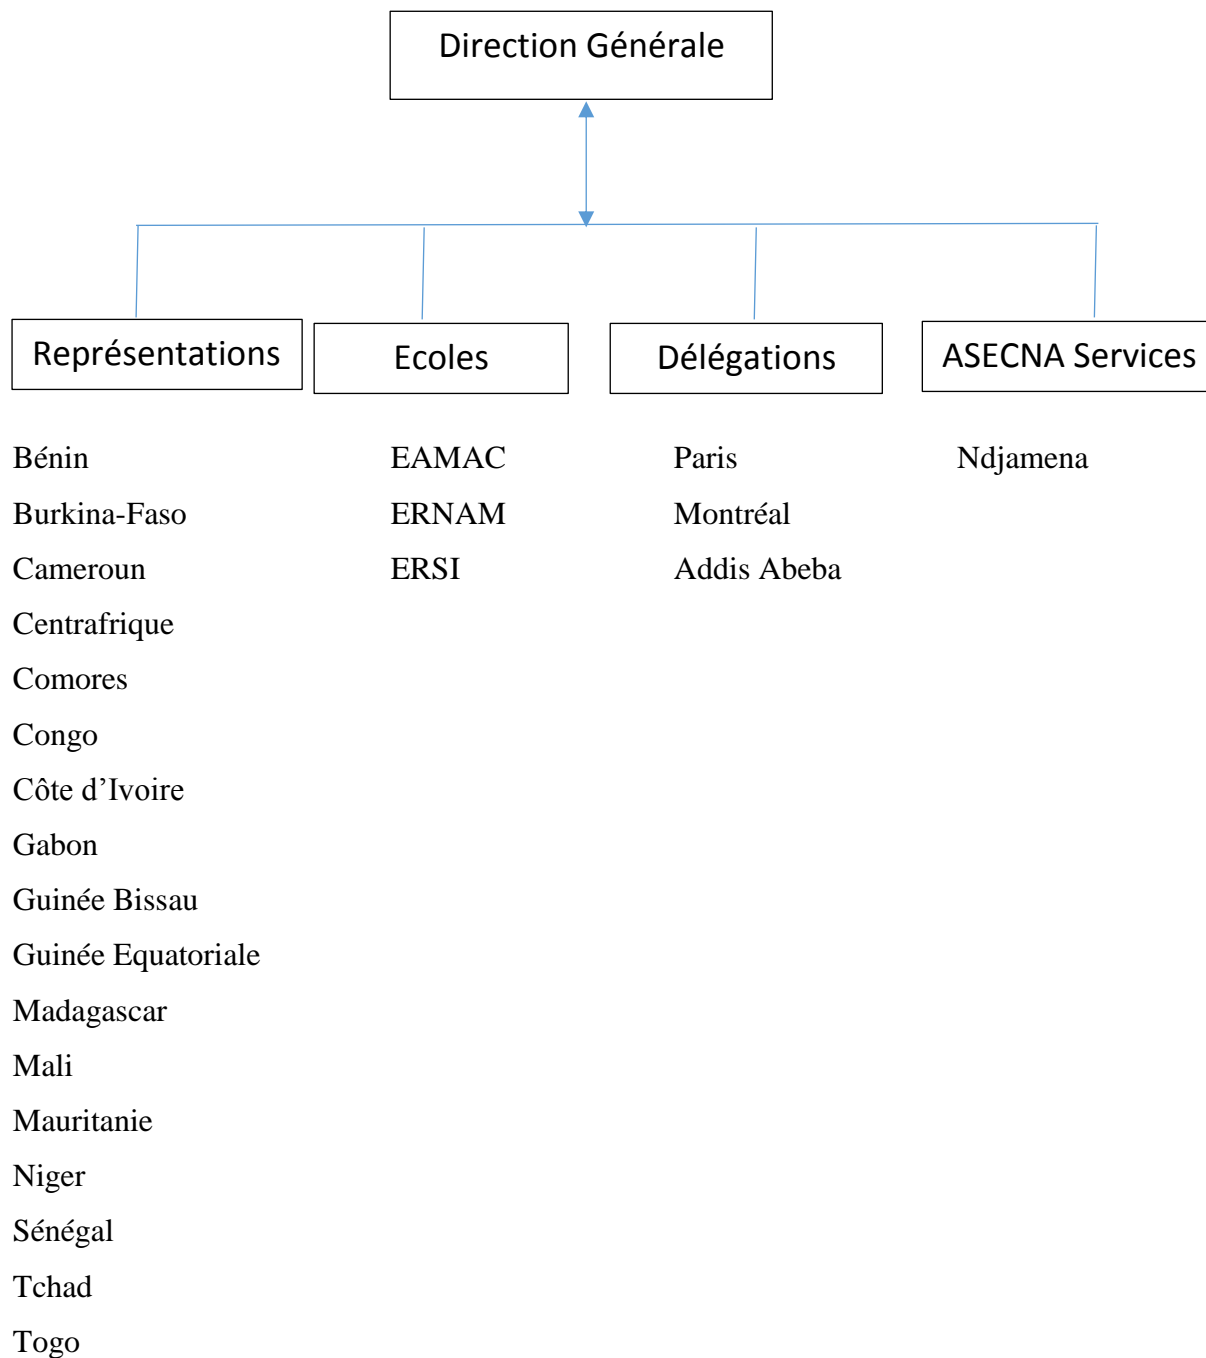 Direction Générale
Représentations
Ecoles
Délégations
ASECNA Services
Bénin
EAMAC
Paris
Ndjamena
Burkina-Faso
ERNAM
Montréal
Cameroun
ERSI
Addis Abeba
Centrafrique
Comores
Congo
Côte d’Ivoire
Gabon
Guinée Bissau
Guinée Equatoriale
Madagascar
Mali
Mauritanie
Niger
Sénégal
Tchad
Togo